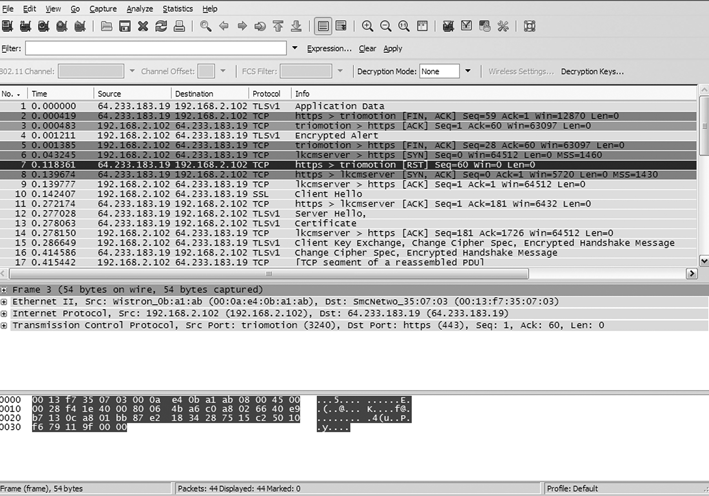 File Edit View Go Capture Analyze Statistics Help
Filter: Expression... Clear Apply
802.11 Channel: Channel Offset: FCS Filter: Decryption Mode: None Wireless Settings... Decryption Keys...
No. Time Source Destination Protocol Info
1 0.000000 64.233.183.19 192.168.2.102 TLSv1 Application Data
2 0.000419 64.233.183.19 192.168.2.102 TCP https > triomotion [FIN, ACK] Seq=59 Ack=1 Win=12870 Len=0
3 0.000483 192.168.2.102 64.233.183.19 TCP triomotion > https [ACK] Seq=1 Ack=60 Win=63097 Len=0
4 0.001211 192.168.2.102 64.233.183.19 TLSv1 Encrypted Alert
5 0.001385 192.168.2.102 64.233.183.19 TCP triomotion > https [FIN, ACK] Seq=28 Ack=60 Win=63097 Len=0
6 0.043245 192.168.2.102 64.233.183.19 TCP lkcmserver > https [SYN] Seq=0 Win=64512 Len=0 MSS=1460
7 0.118361 64.233.183.19 192.168.2.102 TCP https > triomotion [RST] Seq=60 Win=0 Len=0
8 0.139674 64.233.183.19 192.168.2.102 TCP https > lkcmserver [SYN, ACK] Seq=0 Ack=1 Win=5720 Len=0 MSS=1430
9 0.139777 192.168.2.102 64.233.183.19 TCP lkcmserver > https [ACK] Seq=1 Ack=1 Win=64512 Len=0
10 0.142407 192.168.2.102 64.233.183.19 SSL Client Hello
11 0.272174 64.233.183.19 192.168.2.102 TCP https > lkcmserver [ACK] Seq=1 Ack=181 Win=6432 Len=0
12 0.277028 64.233.183.19 192.168.2.102 TLSv1 Server Hello,
13 0.278063 64.233.183.19 192.168.2.102 TLSv1 Certificate
14 0.278150 192.168.2.102 64.233.183.19 TCP lkcmserver > https [ACK] Seq=181 Ack=1726 Win=64512 Len=0
15 0.286649 192.168.2.102 64.233.183.19 TLSv1 Client Key Exchange, Change Cipher Spec, Encrypted Handshake Message
16 0.414586 64.233.183.19 192.168.2.102 TLSv1 Change Cipher Spec, Encrypted Handshake Message
17 0.415442 64.233.183.19 192.168.2.102 TCP [TCP segment of a reassembled PDU]
Frame 3 (54 bytes on wire, 54 bytes captured)
Ethernet II, Src: Wistron_0b:a1:ab (00:0a:e4:0b:a1:ab), Dst: SmcNetwo_35:07:03 (00:13:f7:35:07:03)
Internet Protocol, Src: 192.168.2.102 (192.168.2.102), Dst: 64.233.183.19 (64.233.183.19)
Transmission Control Protocol, Src Port: triomotion (3240), Dst Port: https (443), Seq: 1, Ack: 60, Len: 0
0000 00 13 f7 35 07 03 00 0a e4 0b a1 ab 08 00 45 00 ...5.... ......E.
0010 00 28 f4 1e 40 00 80 06 4b a6 c0 a8 02 66 40 e9 .(..@... K....f@.
0020 b7 13 0c a8 01 bb 87 e2 18 34 28 75 15 c2 50 10 ........ .4(u..P.
0030 f6 79 11 9f 00 00 .y....
Frame (frame), 54 bytes Packets: 44 Displayed: 44 Marked: 0 Profile: Default